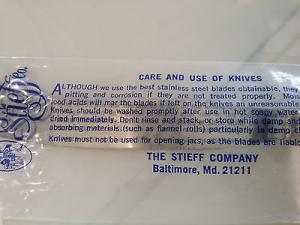 Stieff
Co.
CARE AND USE OF KNIVES
ALTHOUGH we use the best stainless steel blades obtainable, they
pitting and corrosion if they are not treated properly. Mois
food acids will mar the blades if left on the knives an unreasonable
Knives should be washed promptly after use in hot soapy water
dried immediately. Don't rinse and stack, or store while damp and
absorbing materials (such as flannel rolls) particularly in damp cl
Knives must not be used for opening jars, as the blades are liable
THE STIEFF COMPANY
Baltimore, Md. 21211